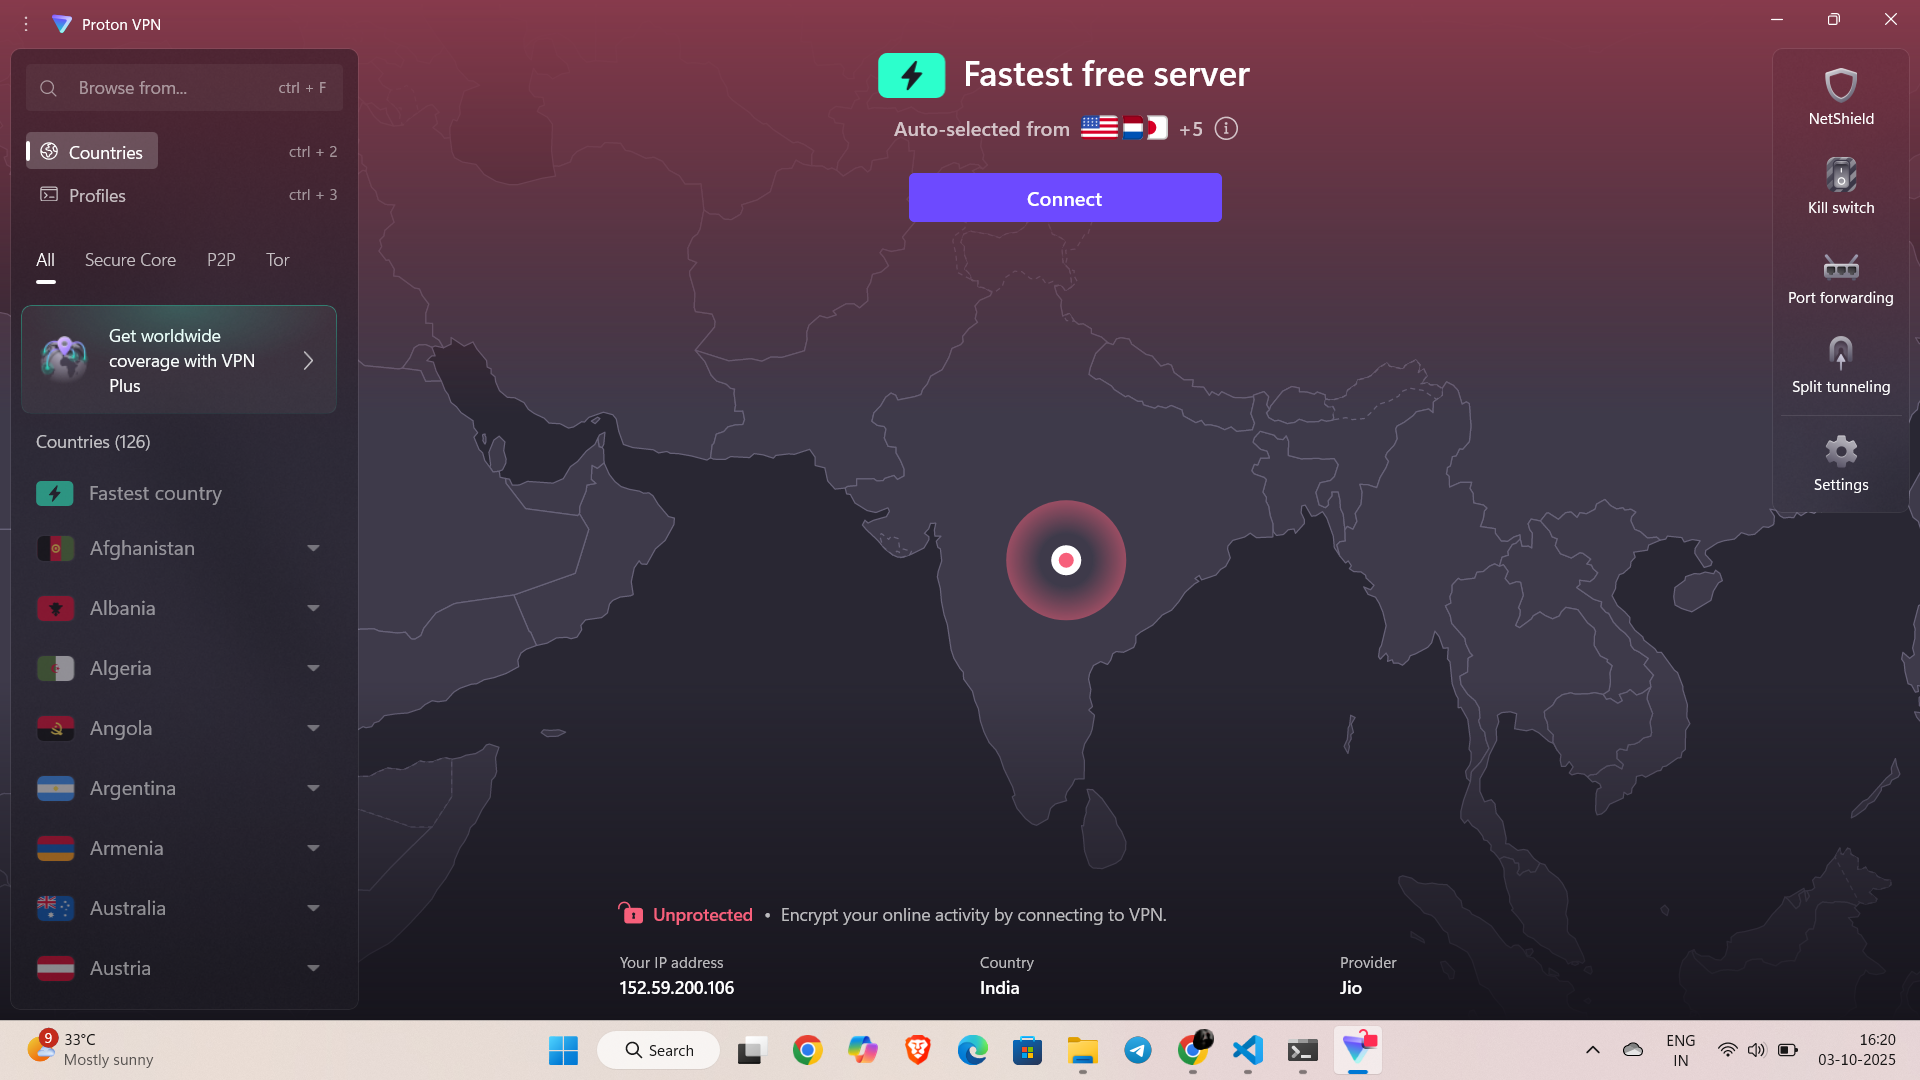 Proton VPN
Browse from...
ctrl + F
Countries
ctrl + 2
Profiles
ctrl + 3
All
Secure Core
P2P
Tor
Get worldwide
coverage with VPN
Plus
Countries (126)
Fastest country
Afghanistan
Albania
Algeria
Angola
Argentina
Armenia
Australia
Austria
Fastest free server
Auto-selected from
+5
Connect
Unprotected • Encrypt your online activity by connecting to VPN.
Your IP address
152.59.200.106
Country
India
Provider
Jio
NetShield
Kill switch
Port forwarding
Split tunneling
Settings
9
33°C
Mostly sunny
Search
ENG
IN
16:20
03-10-2025